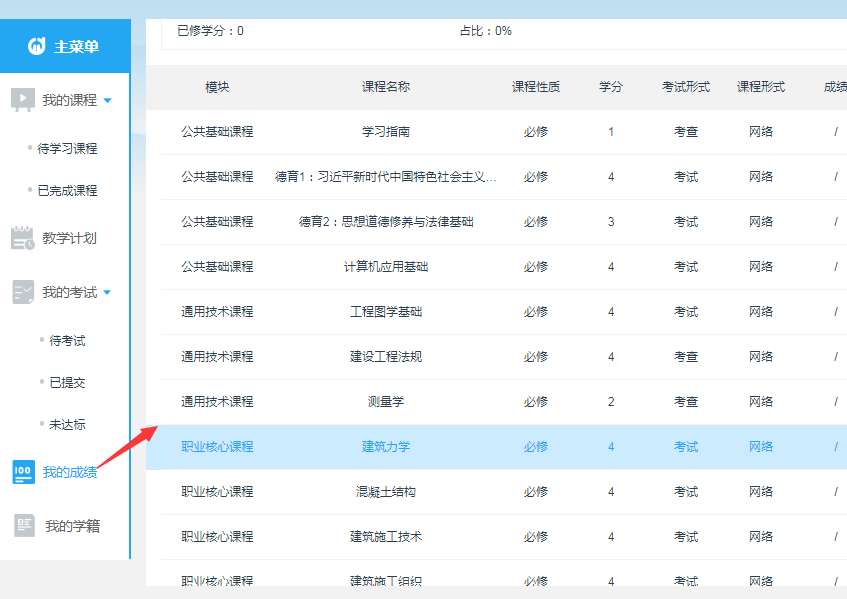 已修学分：0 占比：0%
主菜单
我的课程
待学习课程
已完成课程
教学计划
我的考试
待考试
已提交
未达标
100
我的成绩
我的学籍
模块 课程名称 课程性质 学分 考试形式 课程形式 成绩
公共基础课程 学习指南 必修 1 考查 网络 /
公共基础课程 德育1：习近平新时代中国特色社会主义... 必修 4 考试 网络 /
公共基础课程 德育2：思想道德修养与法律基础 必修 3 考试 网络 /
公共基础课程 计算机应用基础 必修 4 考试 网络 /
通用技术课程 工程图学基础 必修 4 考试 网络 /
通用技术课程 建设工程法规 必修 4 考查 网络 /
通用技术课程 测量学 必修 2 考查 网络 /
职业核心课程 建筑力学 必修 4 考试 网络 /
职业核心课程 混凝土结构 必修 4 考试 网络 /
职业核心课程 建筑施工技术 必修 4 考试 网络 /
职业核心课程 建筑施工组织 必修 4 考试 网络 /